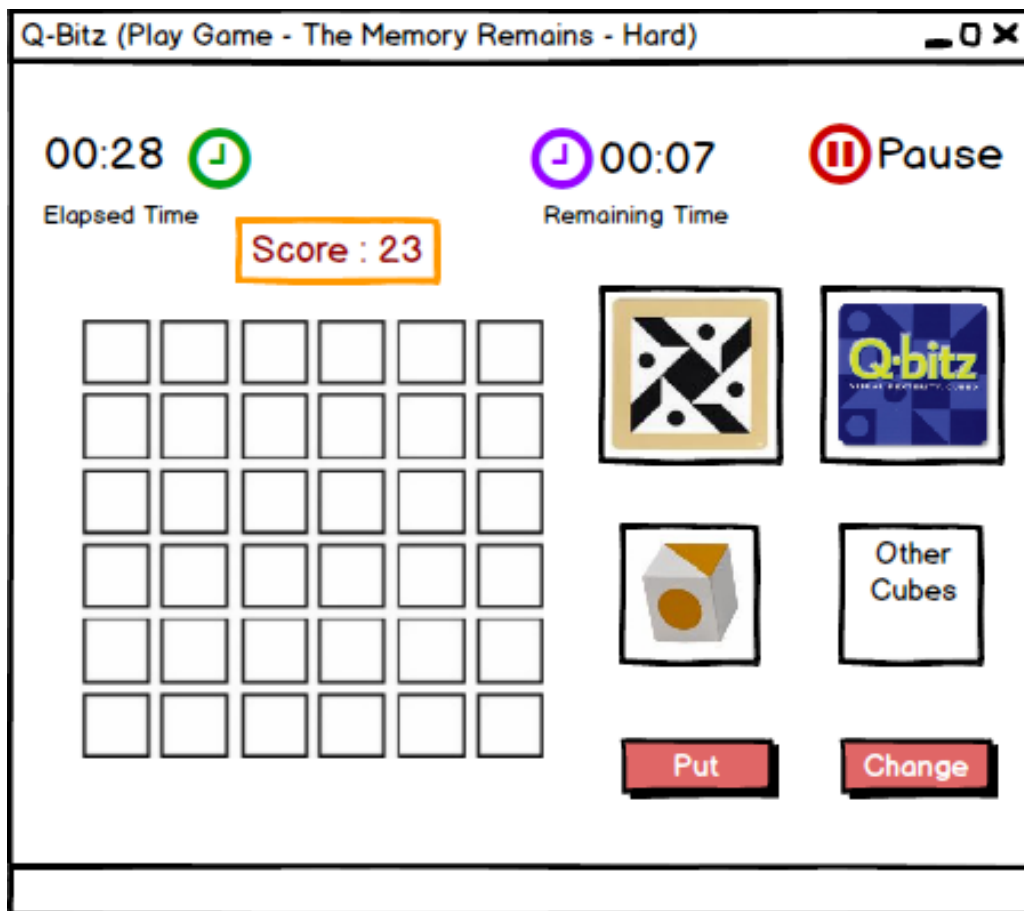 Q-Bitz (Play Game - The Memory Remains - Hard)
00:28
00:07
Pause
Elapsed Time
Remaining Time
Score : 23
Q·bitz
Other
Cubes
Put
Change